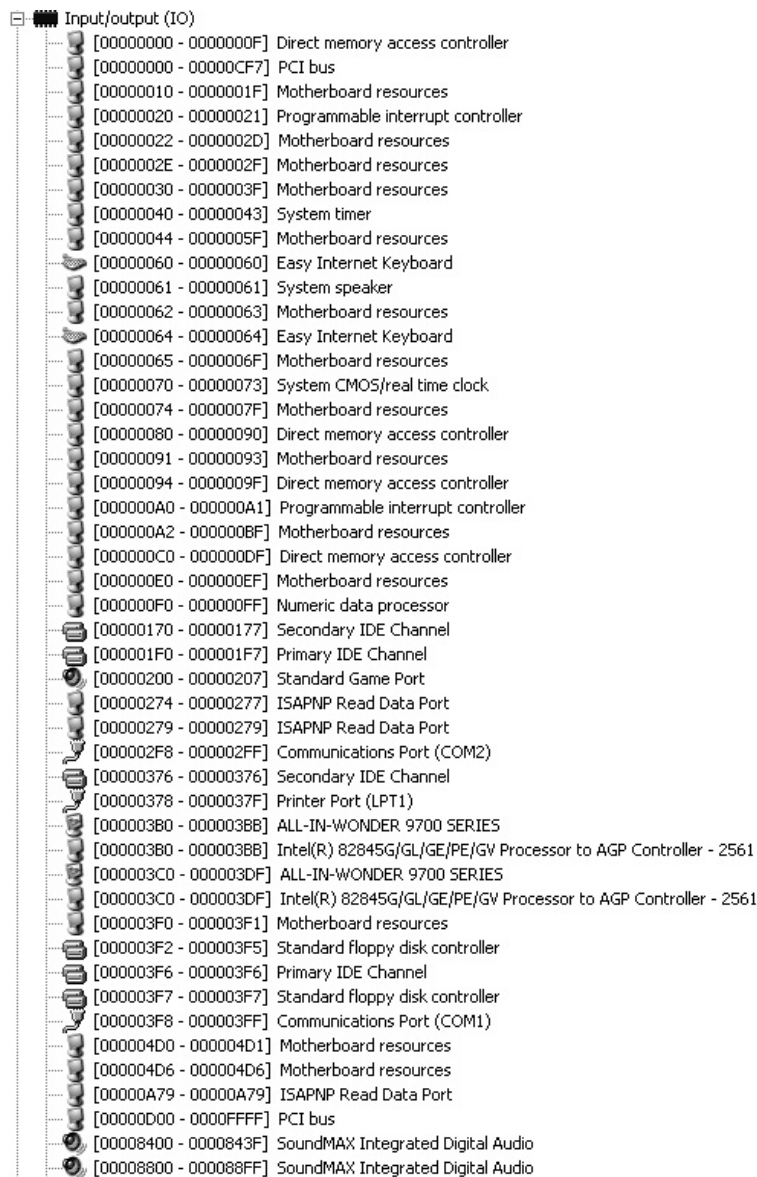 Input/output (IO)
[00000000 - 0000000F] Direct memory access controller
[00000000 - 00000CF7] PCI bus
[00000010 - 0000001F] Motherboard resources
[00000020 - 00000021] Programmable interrupt controller
[00000022 - 0000002D] Motherboard resources
[0000002E - 0000002F] Motherboard resources
[00000030 - 0000003F] Motherboard resources
[00000040 - 00000043] System timer
[00000044 - 0000005F] Motherboard resources
[00000060 - 00000060] Easy Internet Keyboard
[00000061 - 00000061] System speaker
[00000062 - 00000063] Motherboard resources
[00000064 - 00000064] Easy Internet Keyboard
[00000065 - 0000006F] Motherboard resources
[00000070 - 00000073] System CMOS/real time clock
[00000074 - 0000007F] Motherboard resources
[00000080 - 00000090] Direct memory access controller
[00000091 - 00000093] Motherboard resources
[00000094 - 0000009F] Direct memory access controller
[000000A0 - 000000A1] Programmable interrupt controller
[000000A2 - 000000BF] Motherboard resources
[000000C0 - 000000DF] Direct memory access controller
[000000E0 - 000000EF] Motherboard resources
[000000F0 - 000000FF] Numeric data processor
[00000170 - 00000177] Secondary IDE Channel
[000001F0 - 000001F7] Primary IDE Channel
[00000200 - 00000207] Standard Game Port
[00000274 - 00000277] ISAPNP Read Data Port
[00000279 - 00000279] ISAPNP Read Data Port
[000002F8 - 000002FF] Communications Port (COM2)
[00000376 - 00000376] Secondary IDE Channel
[00000378 - 0000037F] Printer Port (LPT1)
[000003B0 - 000003BB] ALL-IN-WONDER 9700 SERIES
[000003B0 - 000003BB] Intel(R) 82845G/GL/GE/PE/GV Processor to AGP Controller - 2561
[000003C0 - 000003DF] ALL-IN-WONDER 9700 SERIES
[000003C0 - 000003DF] Intel(R) 82845G/GL/GE/PE/GV Processor to AGP Controller - 2561
[000003F0 - 000003F1] Motherboard resources
[000003F2 - 000003F5] Standard floppy disk controller
[000003F6 - 000003F6] Primary IDE Channel
[000003F7 - 000003F7] Standard floppy disk controller
[000003F8 - 000003FF] Communications Port (COM1)
[000004D0 - 000004D1] Motherboard resources
[000004D6 - 000004D6] Motherboard resources
[00000A79 - 00000A79] ISAPNP Read Data Port
[00000D00 - 0000FFFF] PCI bus
[00008400 - 0000843F] SoundMAX Integrated Digital Audio
[00008800 - 000088FF] SoundMAX Integrated Digital Audio